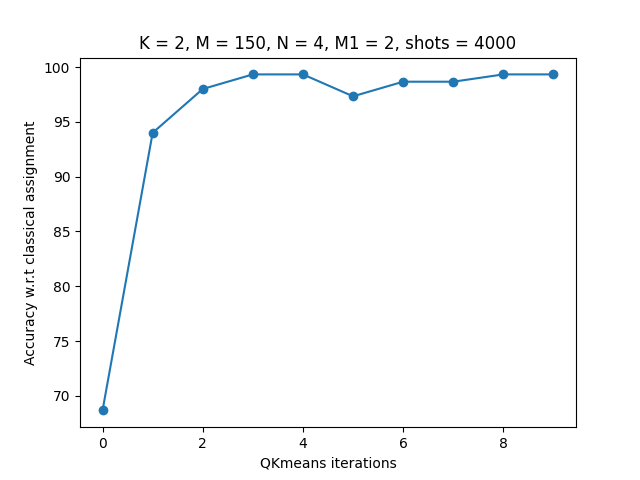 K = 2, M = 150, N = 4, M1 = 2, shots = 4000
100
95
90
85
80
75
70
Accuracy w.r.t classical assignment
0 2 4 6 8
QKmeans iterations